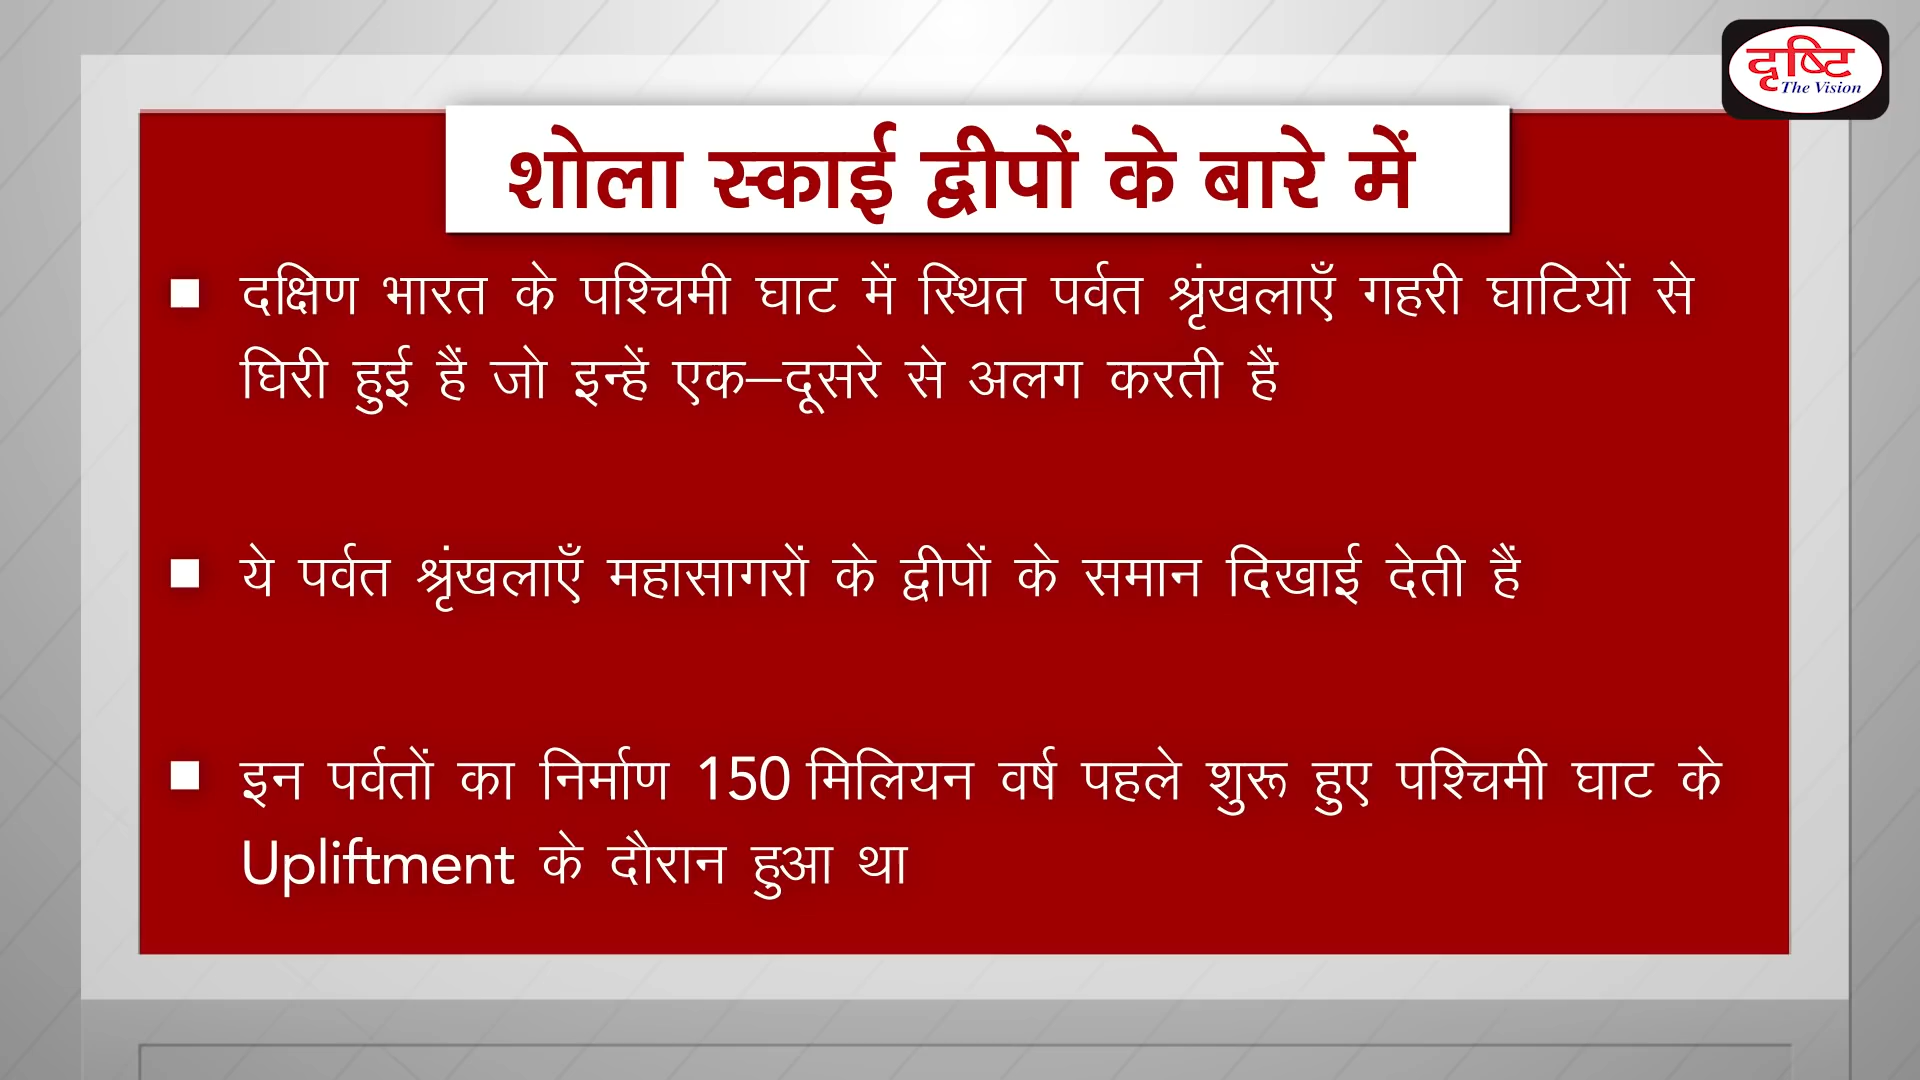 दृष्टि
The Vision
शोला स्काई द्वीपों के बारे में
■ दक्षिण भारत के पश्चिमी घाट में स्थित पर्वत श्रृंखलाएँ गहरी घाटियों से
घिरी हुई हैं जो इन्हें एक–दूसरे से अलग करती हैं
■ ये पर्वत श्रृंखलाएँ महासागरों के द्वीपों के समान दिखाई देती हैं
■ इन पर्वतों का निर्माण 150 मिलियन वर्ष पहले शुरू हुए पश्चिमी घाट के
Upliftment के दौरान हुआ था